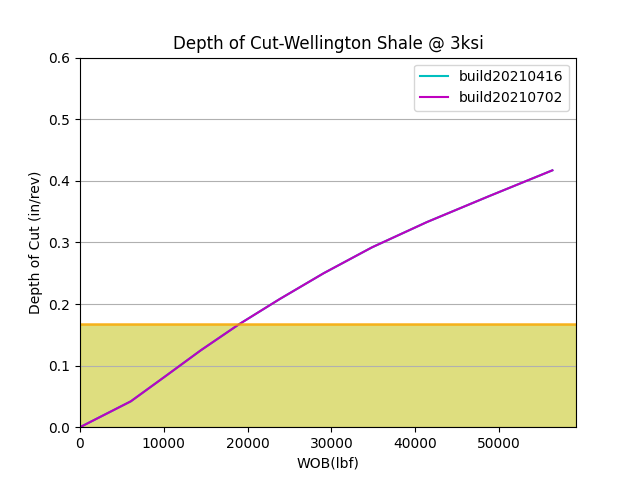 Depth of Cut-Wellington Shale @ 3ksi
build20210416
build20210702
Depth of Cut (in/rev)
0.6
0.5
0.4
0.3
0.2
0.1
0.0
0 10000 20000 30000 40000 50000
WOB(lbf)